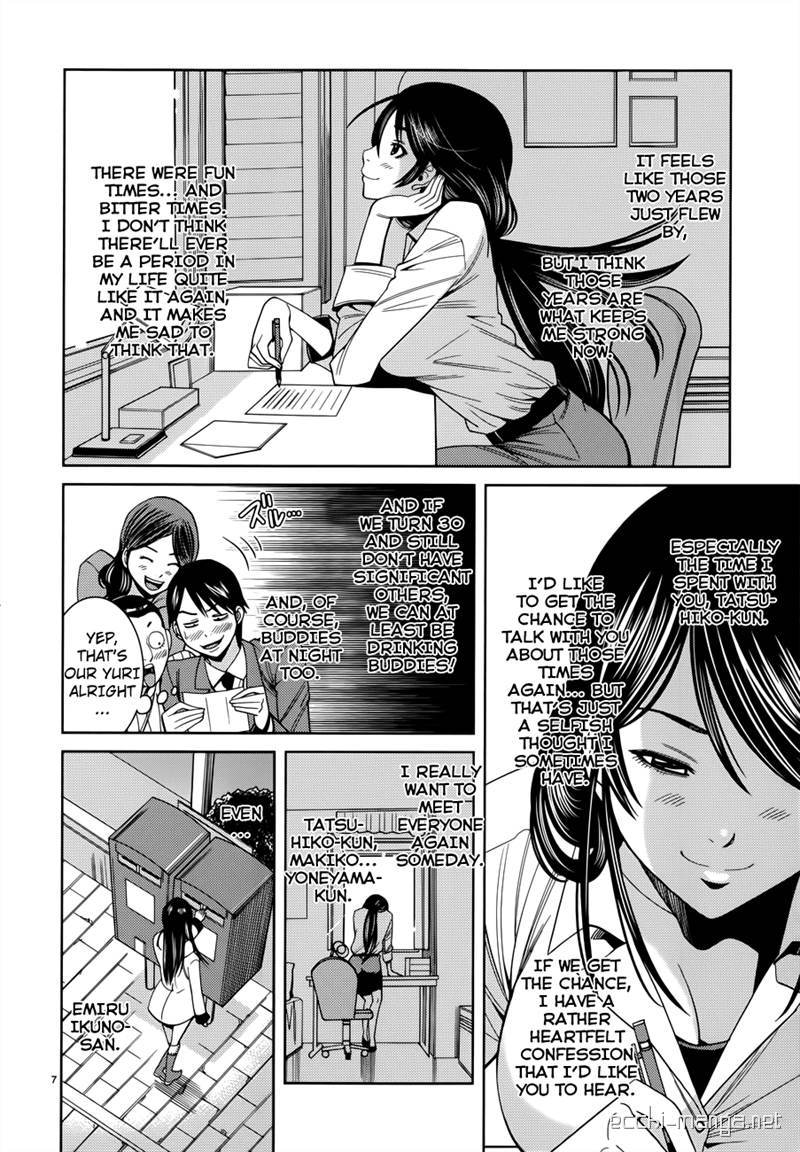 IT FEELS
LIKE THOSE
TWO YEARS
JUST FLEW
BY,
BUT I THINK
THOSE
YEARS ARE
WHAT KEEPS
ME STRONG
NOW.
THERE WERE FUN
TIMES... AND
BITTER TIMES.
I DON'T THINK
THERE'LL EVER
BE A PERIOD IN
MY LIFE QUITE
LIKE IT AGAIN,
AND IT MAKES
ME SAD TO
THINK THAT.
ESPECIALLY
THE TIME I
SPENT WITH
YOU, TATSU-
HIKO-KUN.
I'D LIKE
TO GET THE
CHANCE TO
TALK WITH YOU
ABOUT THOSE
TIMES
AGAIN... BUT
THAT'S JUST
A SELFISH
THOUGHT I
SOMETIMES
HAVE.
IF WE GET
THE CHANCE,
I HAVE A
RATHER
HEARTFELT
CONFESSION
THAT I'D LIKE
YOU TO HEAR.
AND IF
WE TURN 30
AND STILL
DON'T HAVE
SIGNIFICANT
OTHERS,
WE CAN AT
LEAST BE
DRINKING
BUDDIES!
AND, OF
COURSE,
BUDDIES
AT NIGHT
TOO.
ズル...
YEP,
THAT'S
OUR YURI
ALRIGHT
...
I REALLY
WANT TO
MEET
EVERYONE
AGAIN
SOMEDAY.
TATSU-
HIKO-KUN,
MAKIKO...
YONEYAMA-
KUN.
EVEN
...
EMIRU
IKUNO-
SAN.
7
ecchi-manga.net